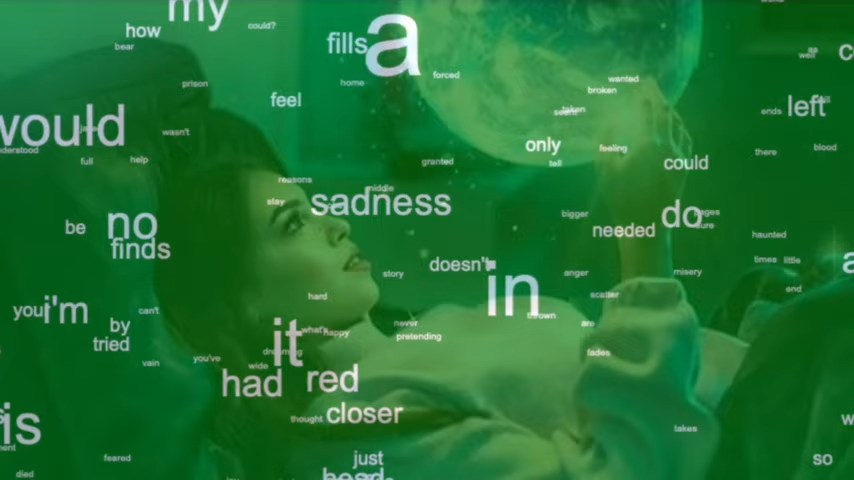 my
how
could?
bear
fills
a
forced
home
prison
feel
wanted
broken
well
would
wasn't
left
ends
full
help
only
feeling
tell
granted
could
there
blood
reasons
middle
stay
sadness
bigger
do
be
no
needed
haunted
finds
doesn't
story
in
anger
misery
times
little
end
hard
scatter
you
i'm
can't
by
what's
happy
never
thrown
are
tried
it
pretending
vain
you've
wide
fades
had
red
closer
thought
is
takes
just
feared
so
died